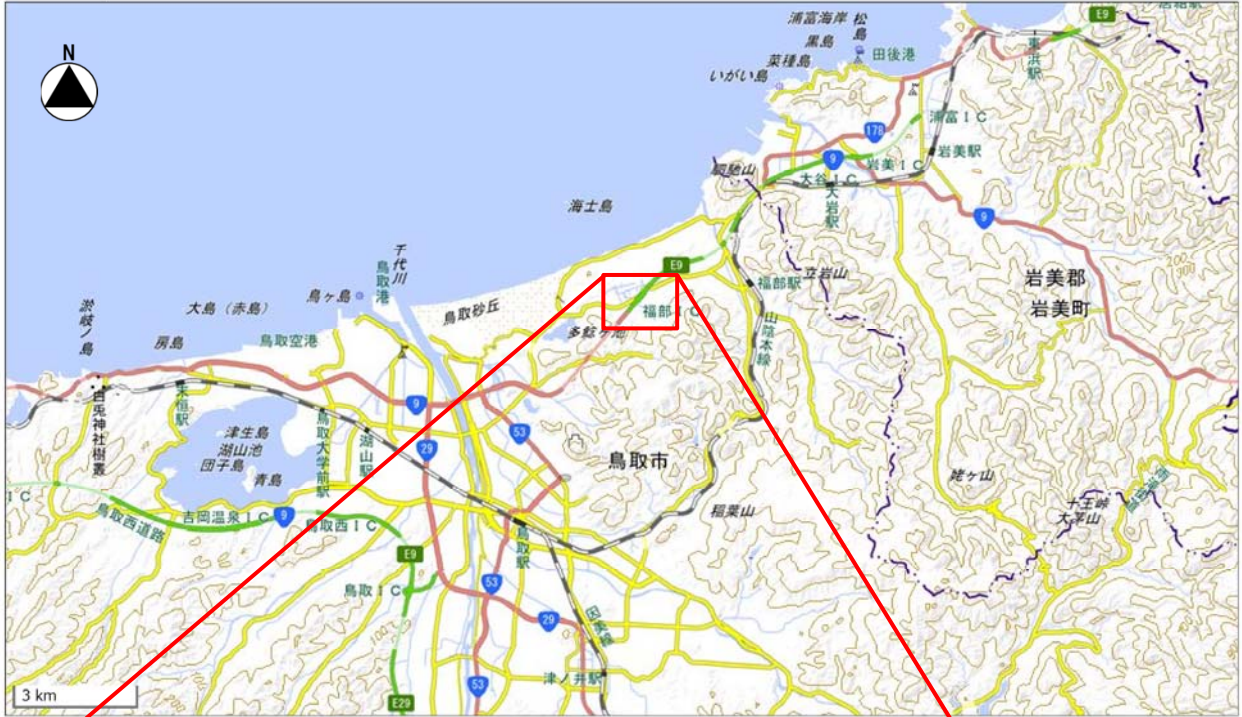 浦富海岸
松島
黒島
菜種島
いがい島
田後港
E9
東浜駅
居組駅
浦富IC
178
9
岩美IC
岩美駅
大谷IC
大岩駅
駟馳山
9
海士島
千代川
鳥取港
E9
福部駅
立岩山
岩美郡
岩美町
福部IC
山陰本線
鳥ヶ島
鳥取砂丘
多鯰ヶ池
大島（赤島）
淤岐ノ島
房島
鳥取空港
白兎神社樹叢
末恒駅
鳥取大学前駅
湖山駅
津生島
湖山池
団子島
青島
9
29
53
鳥取市
姥ヶ山
十王峠
大茅山
稲葉山
IC
鳥取西道路
吉岡温泉IC
9
鳥取西IC
鳥取駅
E9
鳥取IC
53
29
因美線
津ノ井駅
53
E29
3 km
N